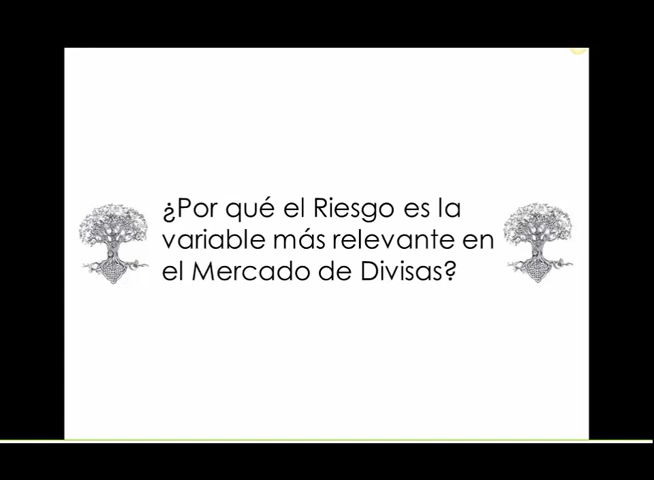 ¿Por qué el Riesgo es la
variable más relevante en
el Mercado de Divisas?